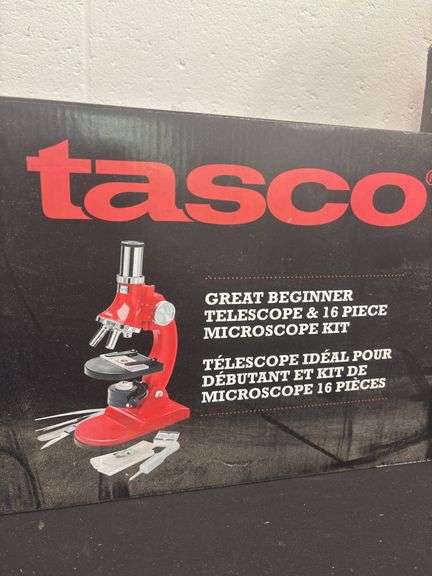 tasco®
GREAT BEGINNER
TELESCOPE & 16 PIECE
MICROSCOPE KIT
TÉLESCOPE IDÉAL POUR
DÉBUTANT ET KIT DE
MICROSCOPE 16 PIÈCES